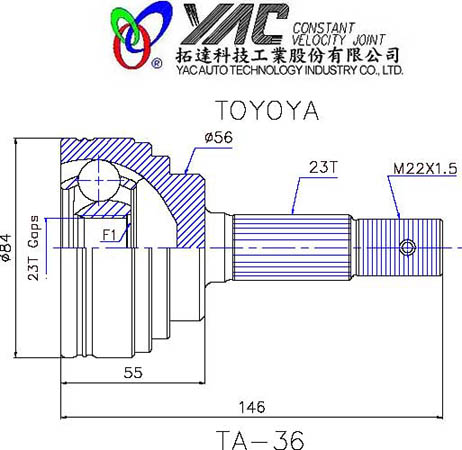 YAC CONSTANT
VELOCITY JOINT
拓達科技工業股份有限公司
YAC AUTO TECHNOLOGY INDUSTRY CO., LTD.
TOYOYA
ø56
23T
M22X1.5
ø84
23T Gaps
F1
55
146
TA-36